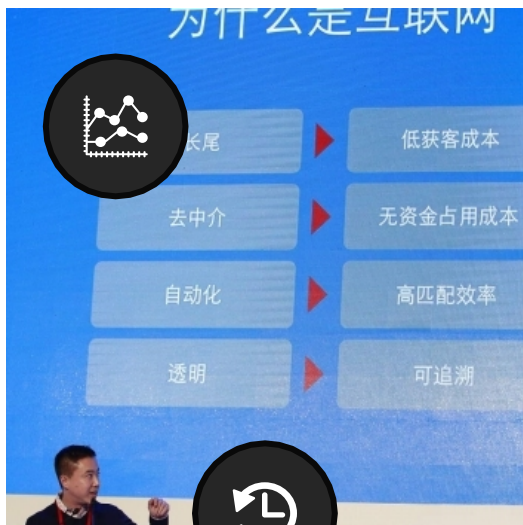 为什么是互联网
长尾
低获客成本
去中介
无资金占用成本
自动化
高匹配效率
透明
可追溯